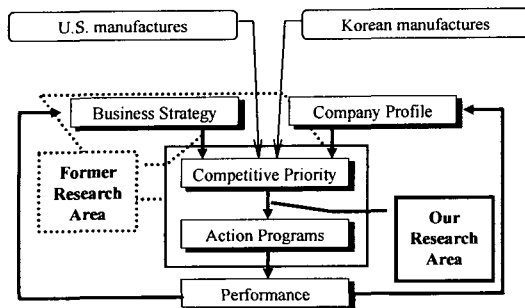 U.S. manufactures
Korean manufactures
Business Strategy
Company Profile
Former
Research
Area
Competitive Priority
Action Programs
Our
Research
Area
Performance